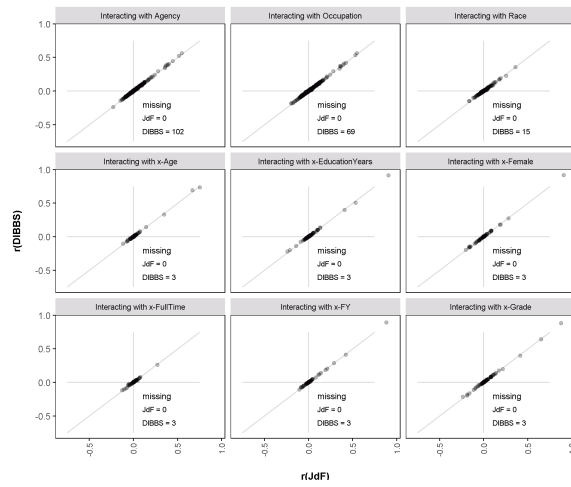 Interacting with Agency
Interacting with Occupation
Interacting with Race
1.0
0.5
0.0
-0.5
missing
JdF = 0
DIBBS = 102
missing
JdF = 0
DIBBS = 69
missing
JdF = 0
DIBBS = 15
Interacting with x-Age
Interacting with x-EducationYears
Interacting with x-Female
r(DIBBS)
1.0
0.5
0.0
-0.5
missing
JdF = 0
DIBBS = 3
missing
JdF = 0
DIBBS = 3
missing
JdF = 0
DIBBS = 3
Interacting with x-FullTime
Interacting with x-FY
Interacting with x-Grade
1.0
0.5
0.0
-0.5
missing
JdF = 0
DIBBS = 3
missing
JdF = 0
DIBBS = 3
missing
JdF = 0
DIBBS = 3
-0.5
0.0
0.5
1.0
-0.5
0.0
0.5
1.0
-0.5
0.0
0.5
1.0
r(JdF)